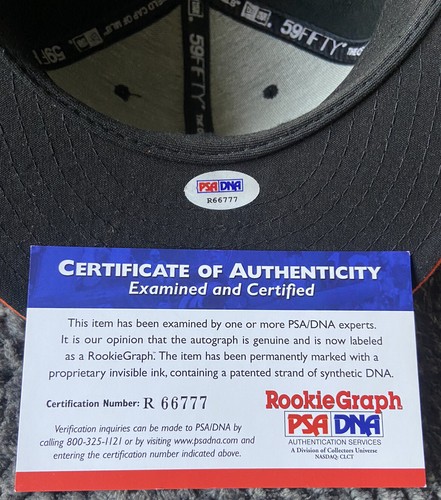 59FIFTY
59FIFTY
PSA DNA
R66777
CERTIFICATE OF AUTHENTICITY
Examined and Certified
This item has been examined by one or more PSA/DNA experts.
It is our opinion that the autograph is genuine and is now labeled
as a RookieGraph.™ The item has been permanently marked with a
proprietary invisible ink, containing a patented strand of synthetic DNA.
Certification Number: R 66777
Verification inquiries can be made to PSA/DNA by
calling 800-325-1121 or by visiting www.psadna.com and
entering the certification number indicated above.
RookieGraph
PSA DNA
AUTHENTICATION SERVICES
A Division of Collectors Universe
NASDAQ: CLCT